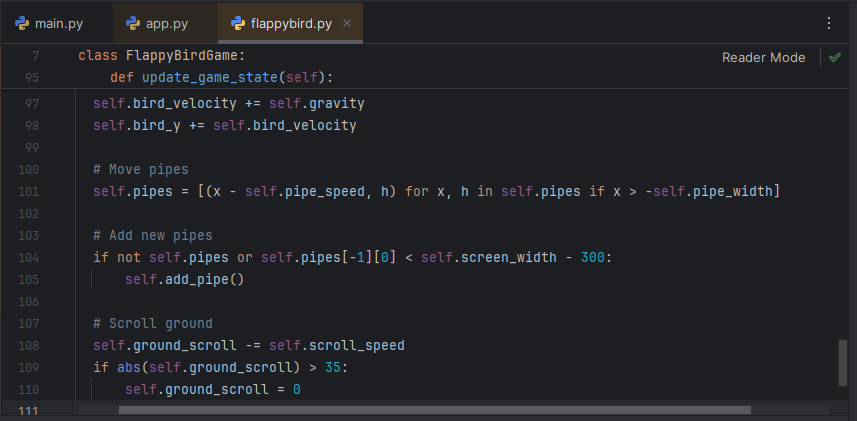 main.py app.py flappybird.py
7 class FlappyBirdGame: Reader Mode
95 def update_game_state(self):
97 self.bird_velocity += self.gravity
98 self.bird_y += self.bird_velocity
99
100 # Move pipes
101 self.pipes = [(x - self.pipe_speed, h) for x, h in self.pipes if x > -self.pipe_width]
102
103 # Add new pipes
104 if not self.pipes or self.pipes[-1][0] < self.screen_width - 300:
105 self.add_pipe()
106
107 # Scroll ground
108 self.ground_scroll -= self.scroll_speed
109 if abs(self.ground_scroll) > 35:
110 self.ground_scroll = 0
111